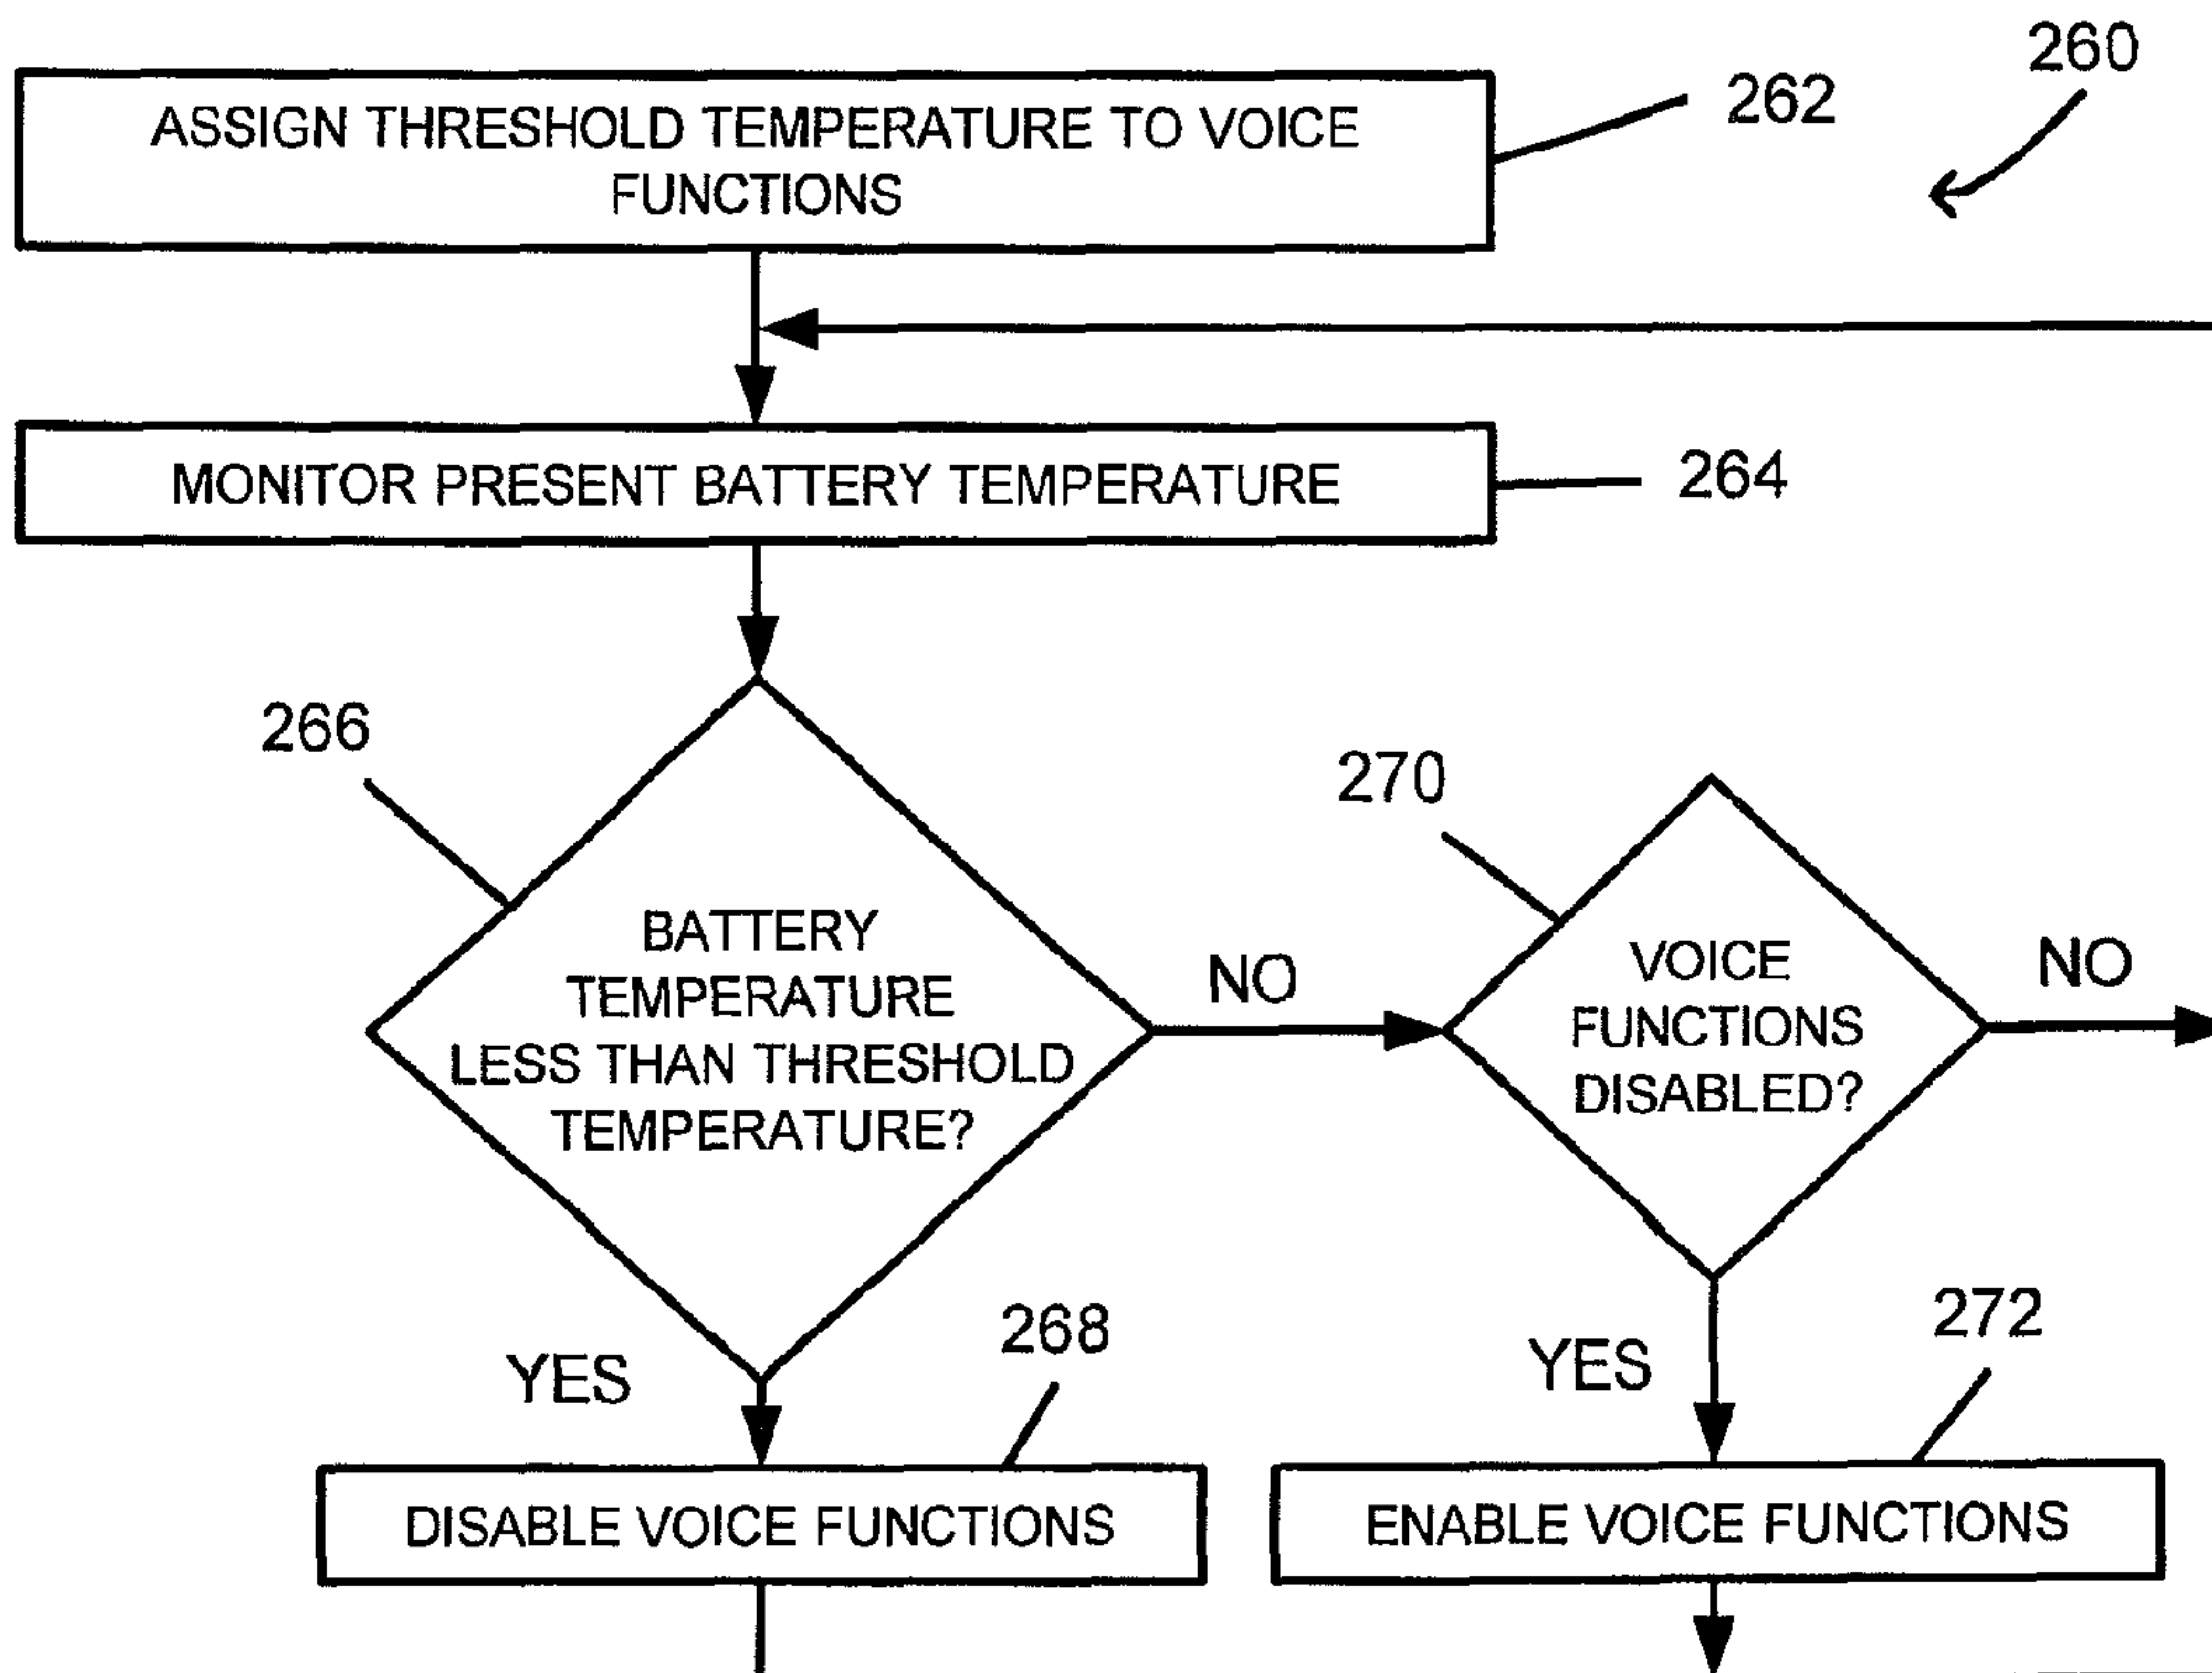 260
ASSIGN THRESHOLD TEMPERATURE TO VOICE
FUNCTIONS
262
MONITOR PRESENT BATTERY TEMPERATURE
264
266
BATTERY
TEMPERATURE
LESS THAN THRESHOLD
TEMPERATURE?
NO
270
VOICE
FUNCTIONS
DISABLED?
NO
YES
268
YES
272
DISABLE VOICE FUNCTIONS
ENABLE VOICE FUNCTIONS